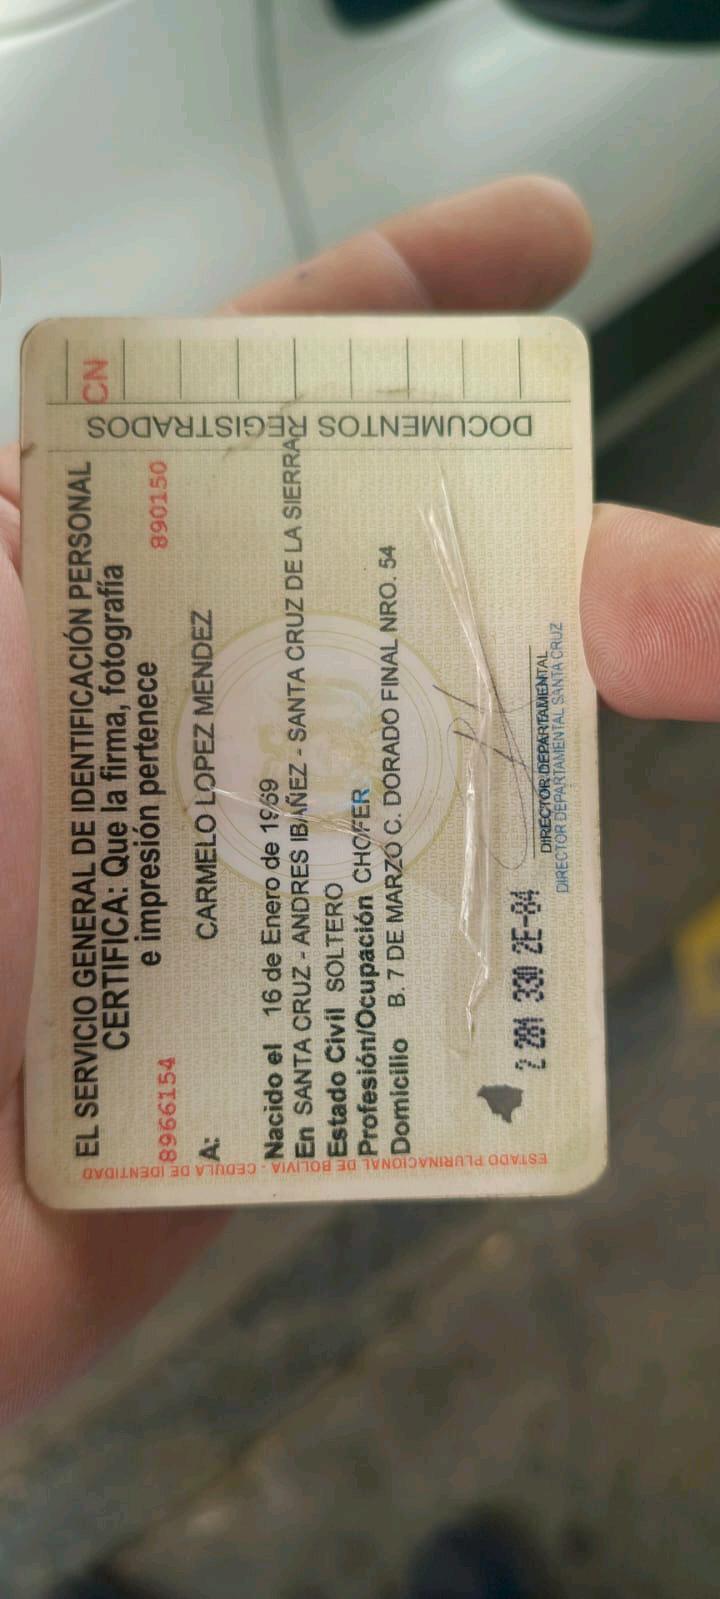 EL SERVICIO GENERAL DE IDENTIFICACIÓN PERSONAL
CERTIFICA: Que la firma, fotografía
e impresión pertenece
8966154 890150
A: CARMELO LOPEZ MENDEZ
Nacido el 16 de Enero de 1969
En SANTA CRUZ - ANDRES IBAÑEZ - SANTA CRUZ DE LA SIERRA
Estado Civil SOLTERO
Profesión/Ocupación CHOFER
Domicilio B. 7 DE MARZO C. DORADO FINAL NRO. 54
DIRECTOR DEPARTAMENTAL
DIRECTOR DEPARTAMENTAL SANTA CRUZ
2 281 330 2E-84
ESTADO PLURINACIONAL DE BOLIVIA - CEDULA DE IDENTIDAD
DOCUMENTOS REGISTRADOS
CN